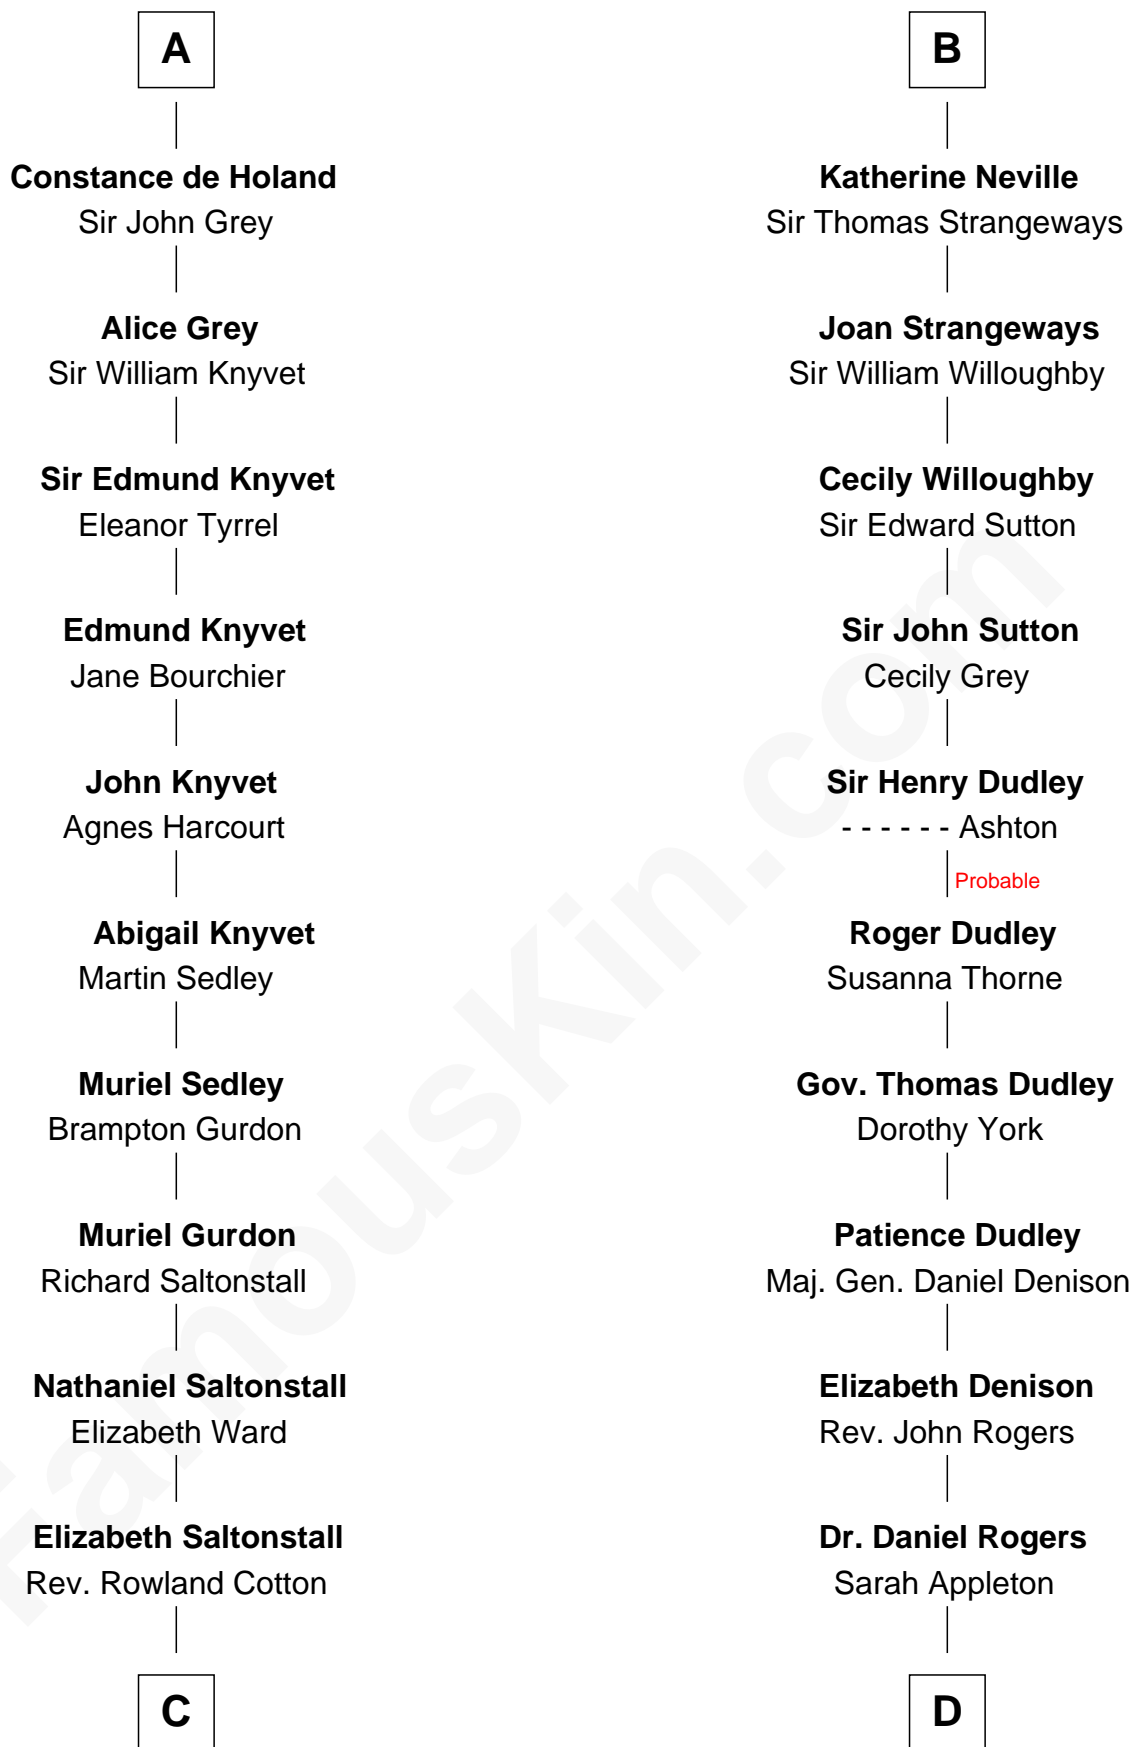 A
Constance de Holand
Sir John Grey
Alice Grey
Sir William Knyvet
Sir Edmund Knyvet
Eleanor Tyrrel
Edmund Knyvet
Jane Bourchier
John Knyvet
Agnes Harcourt
Abigail Knyvet
Martin Sedley
Muriel Sedley
Brampton Gurdon
Muriel Gurdon
Richard Saltonstall
Nathaniel Saltonstall
Elizabeth Ward
Elizabeth Saltonstall
Rev. Rowland Cotton
C
B
Katherine Neville
Sir Thomas Strangeways
Joan Strangeways
Sir William Willoughby
Cecily Willoughby
Sir Edward Sutton
Sir John Sutton
Cecily Grey
Sir Henry Dudley
- - - - - - Ashton
Probable
Roger Dudley
Susanna Thorne
Gov. Thomas Dudley
Dorothy York
Patience Dudley
Maj. Gen. Daniel Denison
Elizabeth Denison
Rev. John Rogers
Dr. Daniel Rogers
Sarah Appleton
D
FamousKin.com